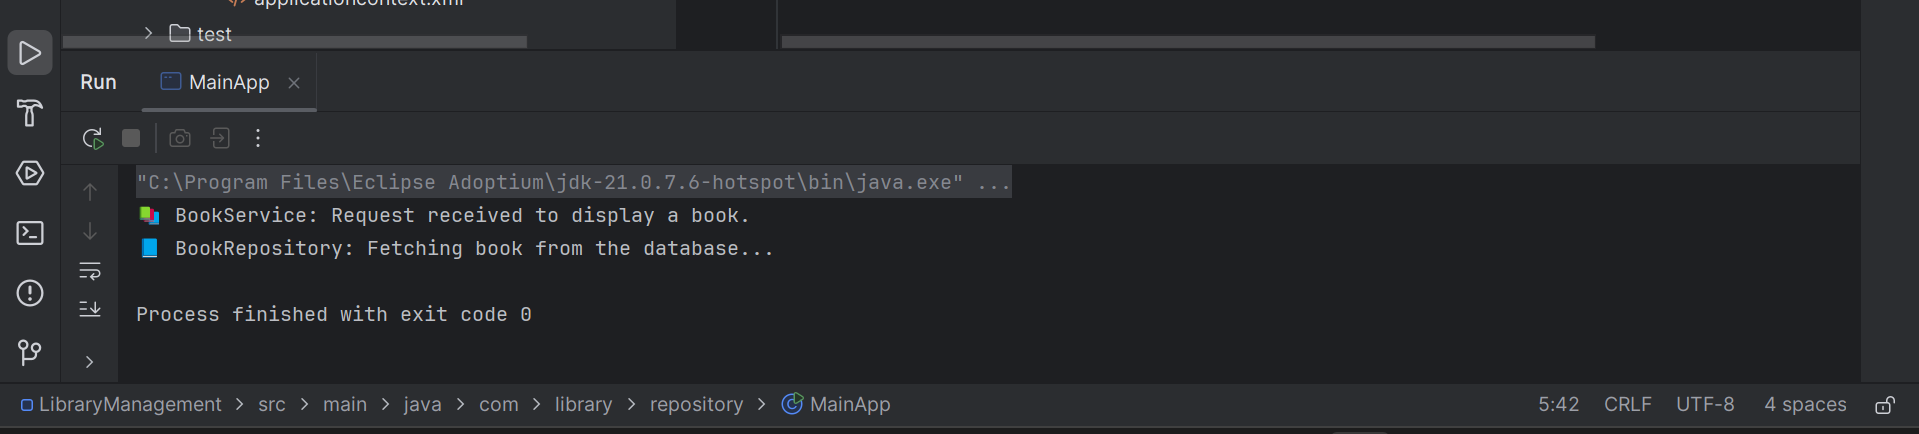 applicationcontext.xml
test
Run MainApp
"C:\Program Files\Eclipse Adoptium\jdk-21.0.7.6-hotspot\bin\java.exe" ...
BookService: Request received to display a book.
BookRepository: Fetching book from the database...
Process finished with exit code 0
LibraryManagement > src > main > java > com > library > repository > MainApp 5:42 CRLF UTF-8 4 spaces